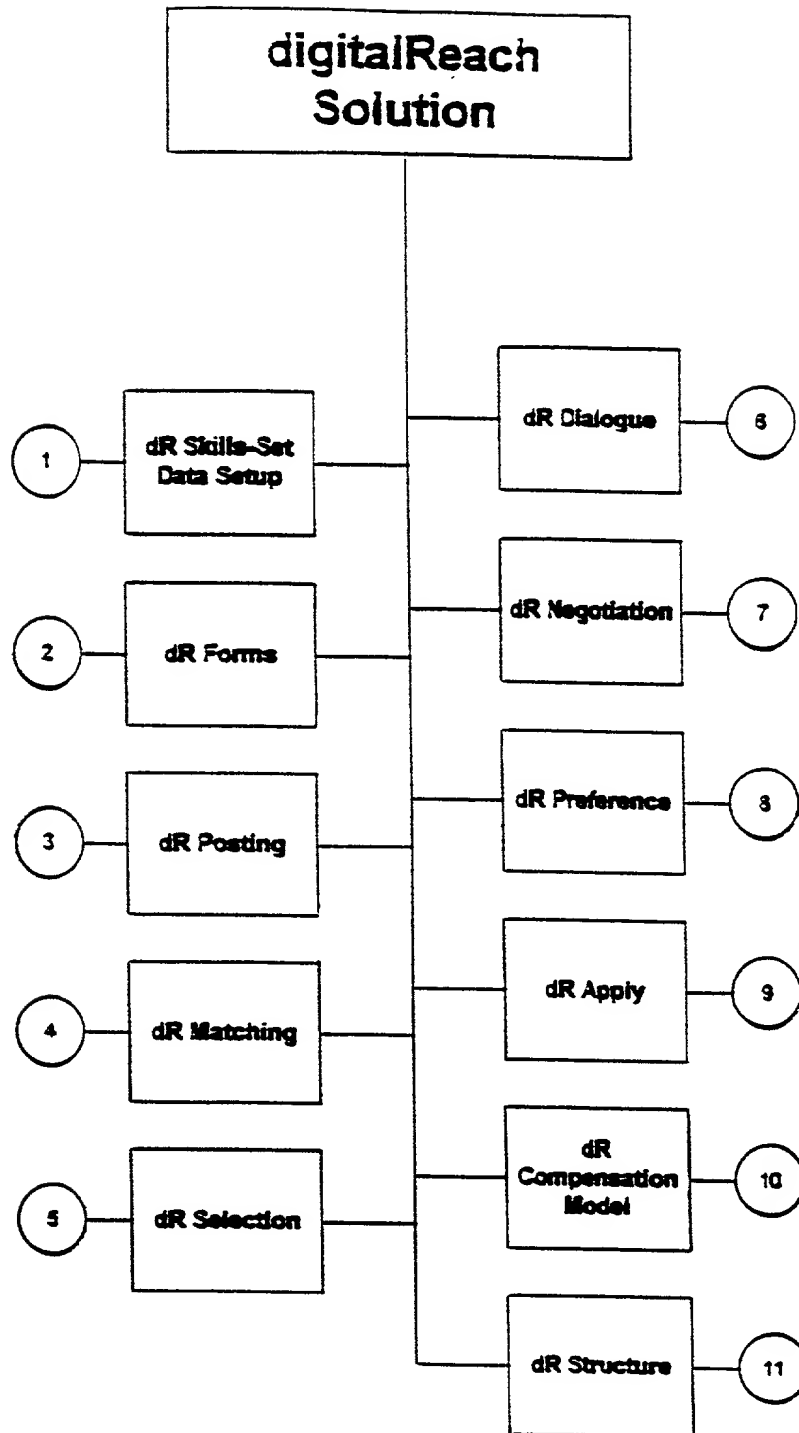 digitalReach
Solution
1
dR Skills-Set
Data Setup
2
dR Forms
3
dR Posting
4
dR Matching
5
dR Selection
dR Dialogue
6
dR Negotiation
7
dR Preference
8
dR Apply
9
dR
Compensation
Model
10
dR Structure
11